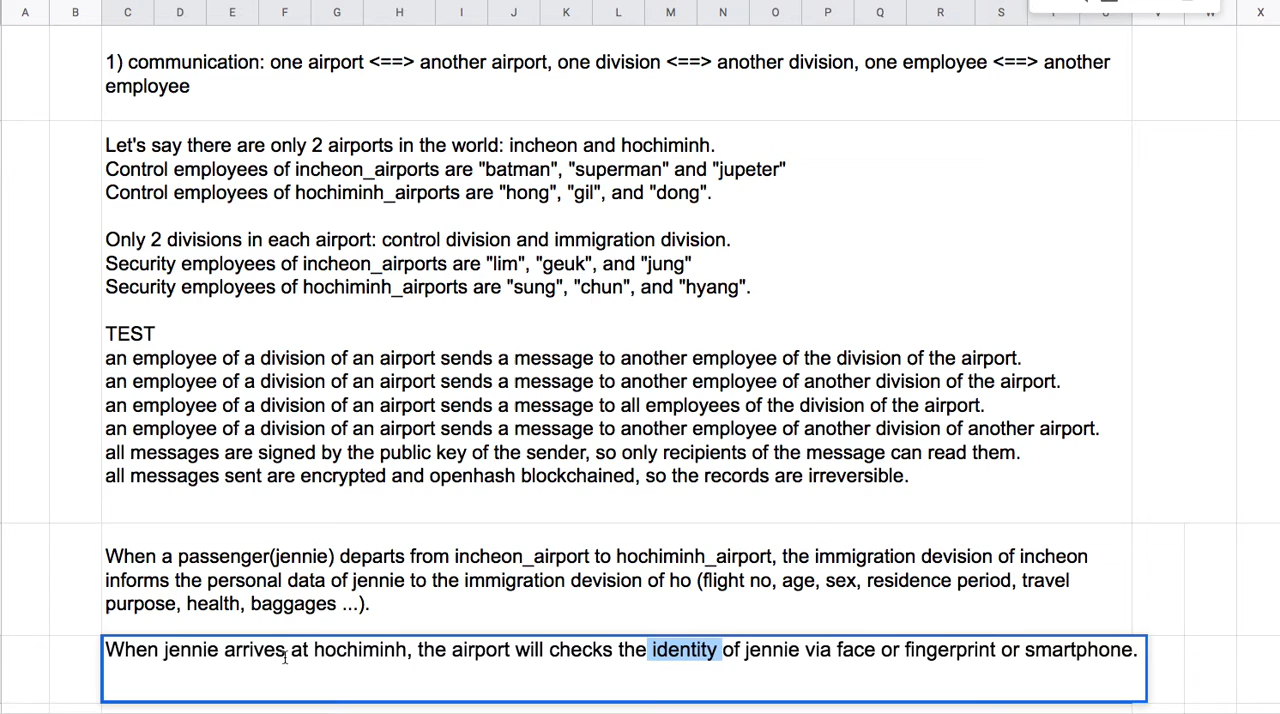 A B C D E F G H I J K L M N O P Q R S X
1) communication: one airport <==> another airport, one division <==> another division, one employee <==> another
employee
Let's say there are only 2 airports in the world: incheon and hochiminh.
Control employees of incheon_airports are "batman", "superman" and "jupeter"
Control employees of hochiminh_airports are "hong", "gil", and "dong".
Only 2 divisions in each airport: control division and immigration division.
Security employees of incheon_airports are "lim", "geuk", and "jung"
Security employees of hochiminh_airports are "sung", "chun", and "hyang".
TEST
an employee of a division of an airport sends a message to another employee of the division of the airport.
an employee of a division of an airport sends a message to another employee of another division of the airport.
an employee of a division of an airport sends a message to all employees of the division of the airport.
an employee of a division of an airport sends a message to another employee of another division of another airport.
all messages are signed by the public key of the sender, so only recipients of the message can read them.
all messages sent are encrypted and openhash blockchained, so the records are irreversible.
When a passenger(jennie) departs from incheon_airport to hochiminh_airport, the immigration devision of incheon
informs the personal data of jennie to the immigration devision of ho (flight no, age, sex, residence period, travel
purpose, health, baggages ...).
When jennie arrives at hochiminh, the airport will checks the identity of jennie via face or fingerprint or smartphone.